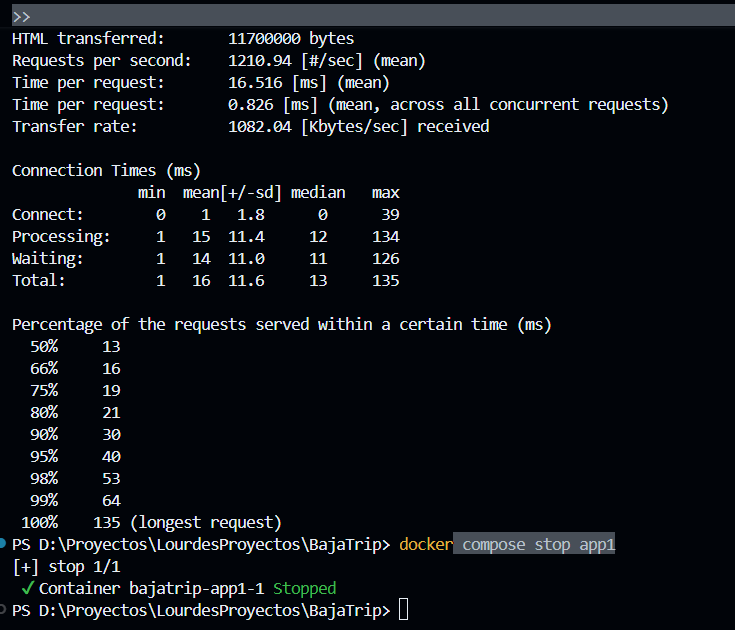 >>
HTML transferred:       11700000 bytes
Requests per second:    1210.94 [#/sec] (mean)
Time per request:       16.516 [ms] (mean)
Time per request:       0.826 [ms] (mean, across all concurrent requests)
Transfer rate:          1082.04 [Kbytes/sec] received

Connection Times (ms)
              min  mean[+/-sd] median   max
Connect:        0    1   1.8      0      39
Processing:     1   15  11.4     12     134
Waiting:        1   14  11.0     11     126
Total:          1   16  11.6     13     135

Percentage of the requests served within a certain time (ms)
  50%     13
  66%     16
  75%     19
  80%     21
  90%     30
  95%     40
  98%     53
  99%     64
 100%    135 (longest request)
PS D:\Proyectos\LourdesProyectos\BajaTrip> docker compose stop app1
[+] stop 1/1
 ✓ Container bajatrip-app1-1 Stopped
PS D:\Proyectos\LourdesProyectos\BajaTrip>